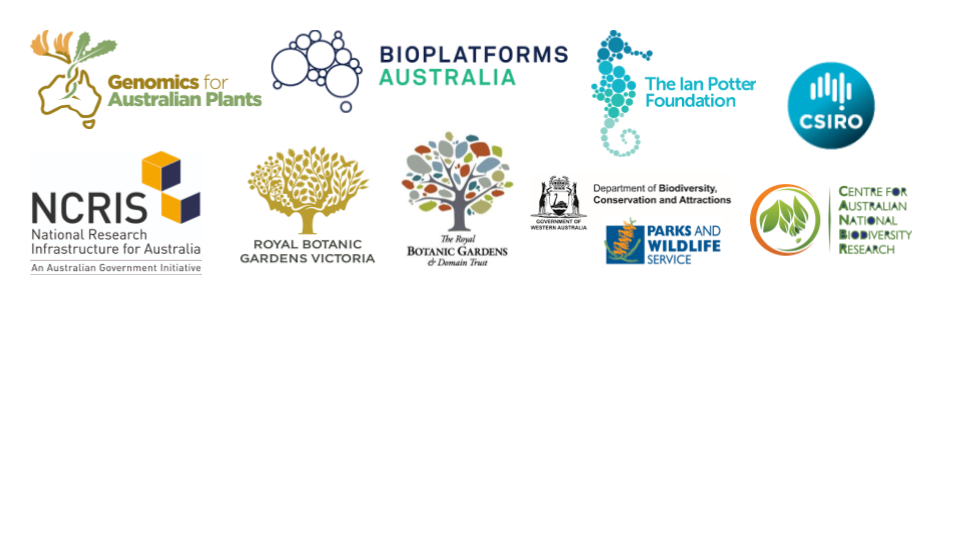 Genomics for
Australian Plants
BIOPLATFORMS
AUSTRALIA
The Ian Potter
Foundation
CSIRO
NCRIS
National Research
Infrastructure for Australia
An Australian Government Initiative
ROYAL BOTANIC
GARDENS VICTORIA
The Royal
BOTANIC GARDENS
& Domain Trust
GOVERNMENT OF
WESTERN AUSTRALIA
Department of Biodiversity,
Conservation and Attractions
PARKS AND
WILDLIFE
SERVICE
CENTRE FOR
AUSTRALIAN
NATIONAL
BIODIVERSITY
RESEARCH